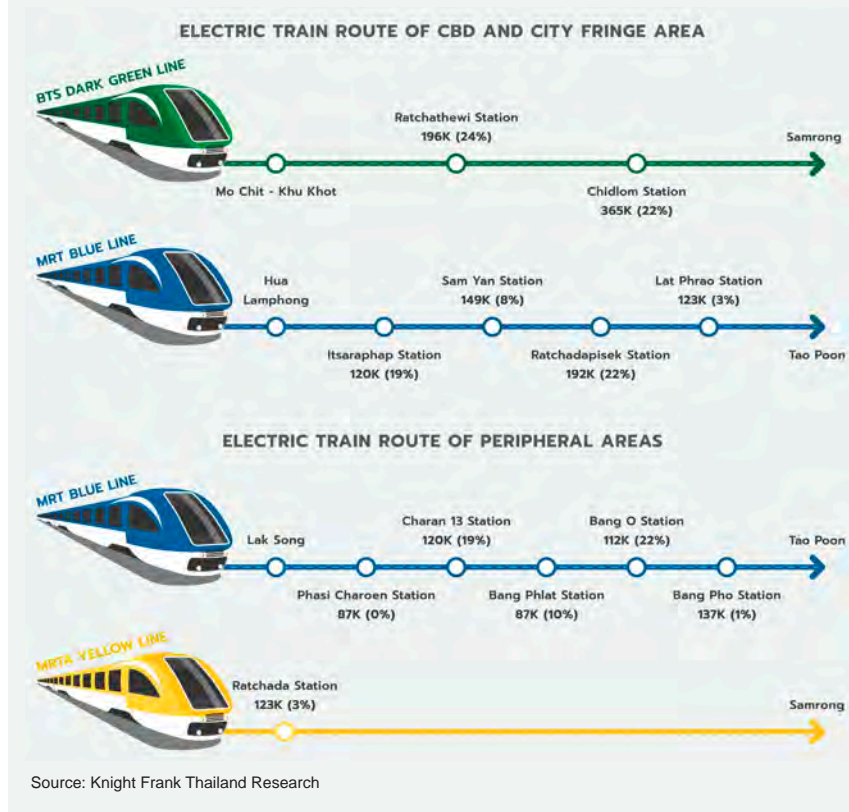 ELECTRIC TRAIN ROUTE OF CBD AND CITY FRINGE AREA
BTS DARK GREEN LINE
Ratchathewi Station
196K (24%)
Samrong
Mo Chit - Khu Khot
Chidlom Station
365K (22%)
MRT BLUE LINE
Hua
Lamphong
Sam Yan Station
149K (8%)
Lat Phrao Station
123K (3%)
Itsaraphap Station
120K (19%)
Ratchadapisek Station
192K (22%)
Tao Poon
ELECTRIC TRAIN ROUTE OF PERIPHERAL AREAS
MRT BLUE LINE
Lak Song
Charan 13 Station
120K (19%)
Bang O Station
112K (22%)
Tao Poon
Phasi Charoen Station
87K (0%)
Bang Phlat Station
87K (10%)
Bang Pho Station
137K (1%)
MRTA YELLOW LINE
Ratchada Station
123K (3%)
Samrong
Source: Knight Frank Thailand Research